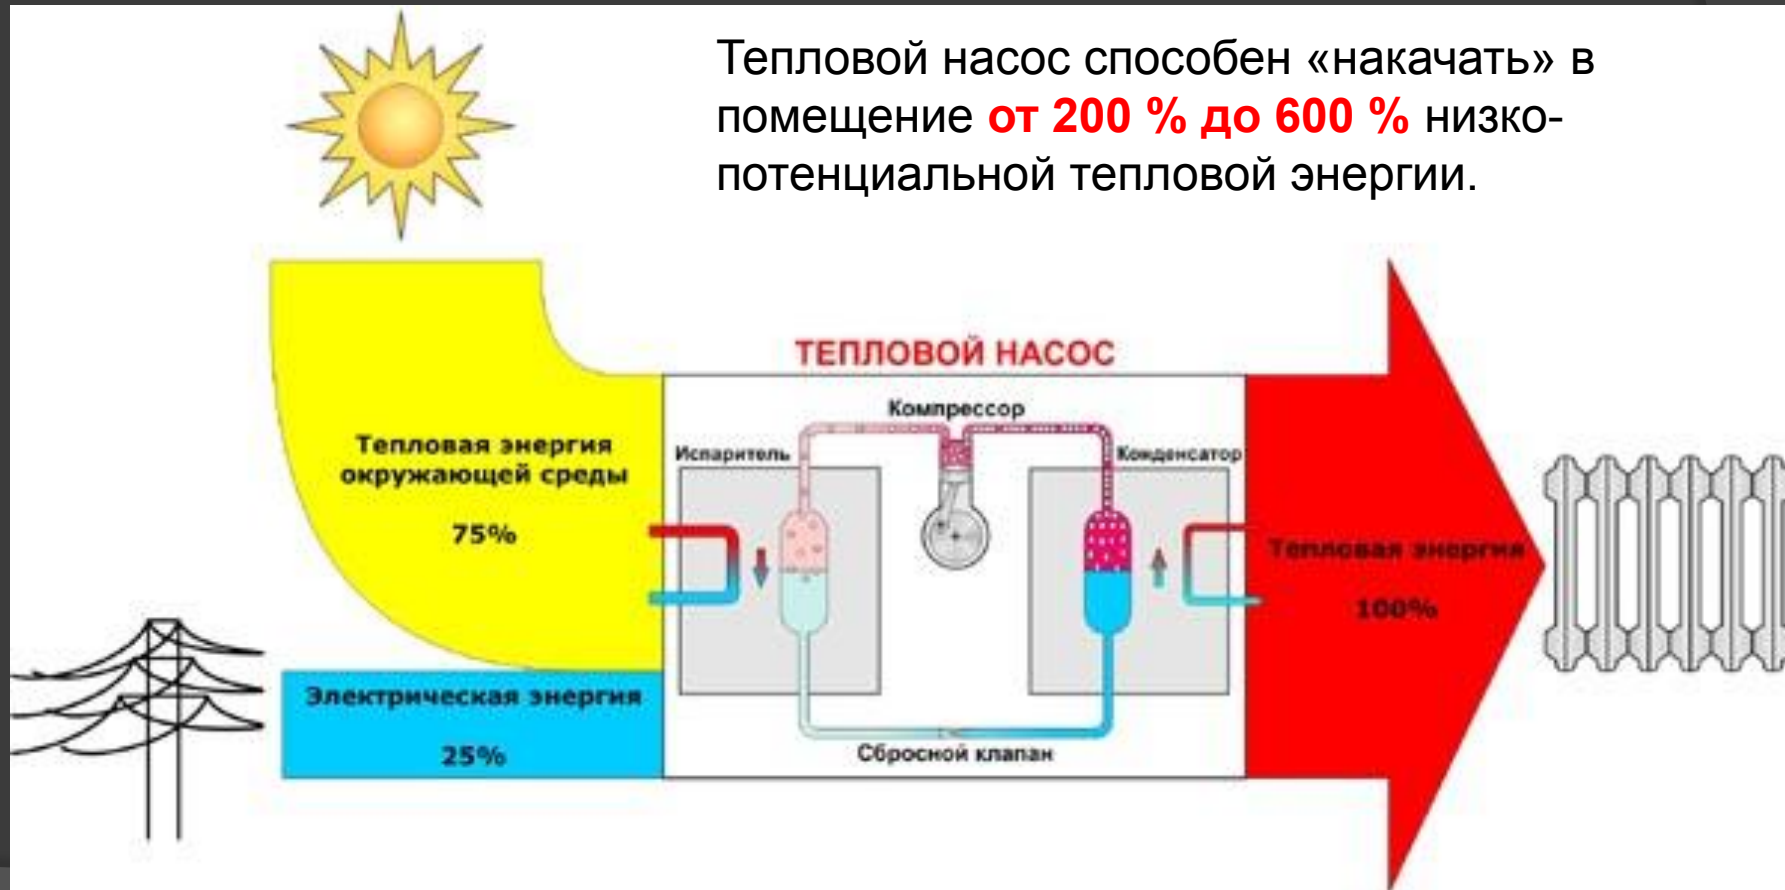 Тепловой насос способен «накачать» в
помещение от 200 % до 600 % низко-
потенциальной тепловой энергии.
ТЕПЛОВОЙ НАСОС
Компрессор
Испаритель
Конденсатор
Тепловая энергия
окружающей среды
75%
Тепловая энергия
100%
Электрическая энергия
25%
Сбросной клапан